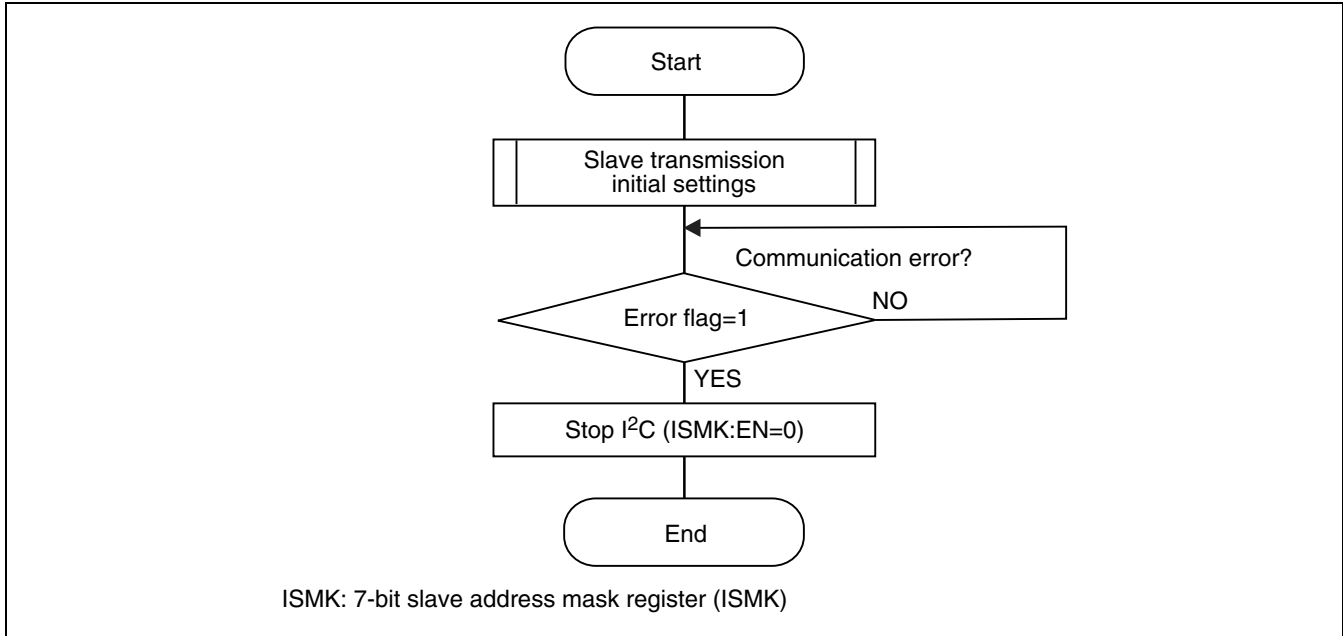 Start
Slave transmission
initial settings
Communication error?
NO
Error flag=1
YES
Stop I²C (ISMK:EN=0)
End
ISMK: 7-bit slave address mask register (ISMK)